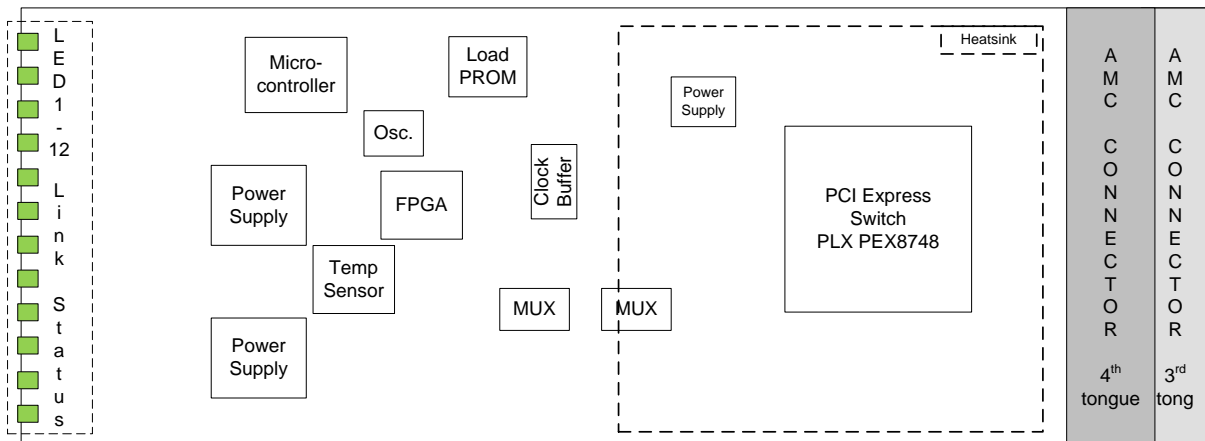 LED1-12 Link Status
Micro-
controller
Load
PROM
Osc.
Power
Supply
FPGA
Clock
Buffer
Temp
Sensor
Power
Supply
MUX
MUX
Heatsink
Power
Supply
PCI Express
Switch
PLX PEX8748
AMC CONNECTOR
4th
tongue
AMC CONNECTOR
3rd
tong